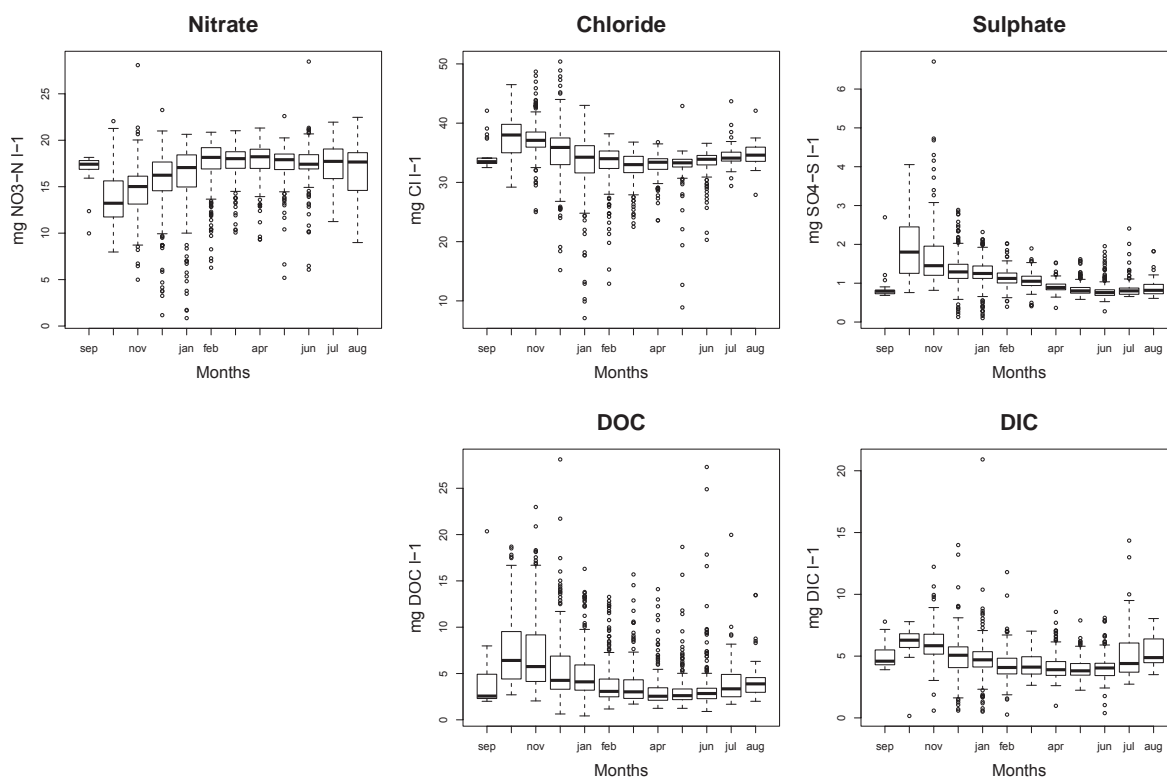 Nitrate
mg NO3−N l−1
0
5
10
15
20
25
sep
nov
jan
feb
apr
jun
jul
aug
Months
Chloride
mg Cl l−1
10
20
30
40
50
sep
nov
jan
feb
apr
jun
jul
aug
Months
Sulphate
mg SO4−S l−1
0
1
2
3
4
5
6
sep
nov
jan
feb
apr
jun
jul
aug
Months
DOC
mg DOC l−1
0
5
10
15
20
25
sep
nov
jan
feb
apr
jun
jul
aug
Months
DIC
mg DIC l−1
0
5
10
15
20
sep
nov
jan
feb
apr
jun
jul
aug
Months